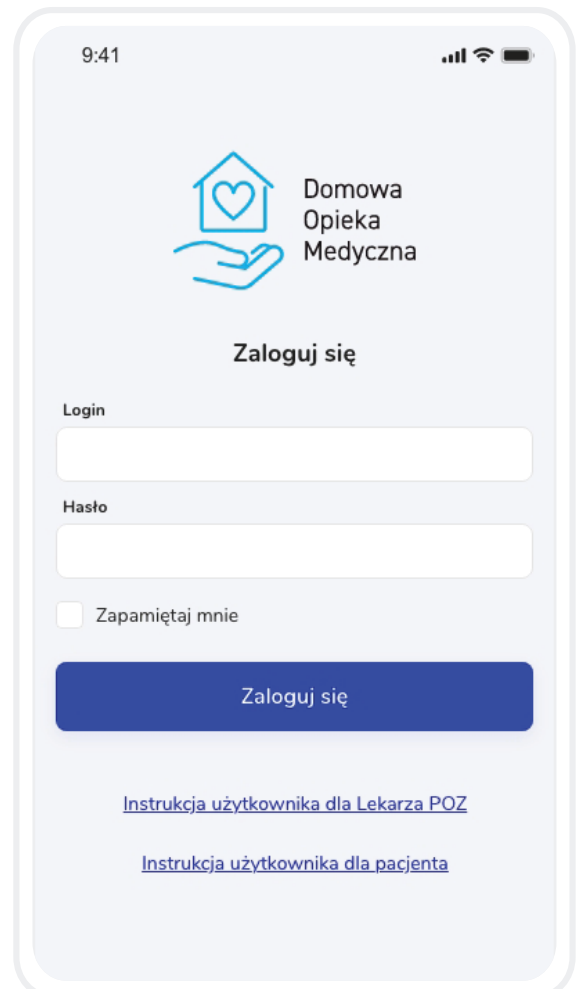 9:41
Domowa
Opieka
Medyczna
Zaloguj się
Login
Hasło
Zapamiętaj mnie
Zaloguj się
Instrukcja użytkownika dla Lekarza POZ
Instrukcja użytkownika dla pacjenta